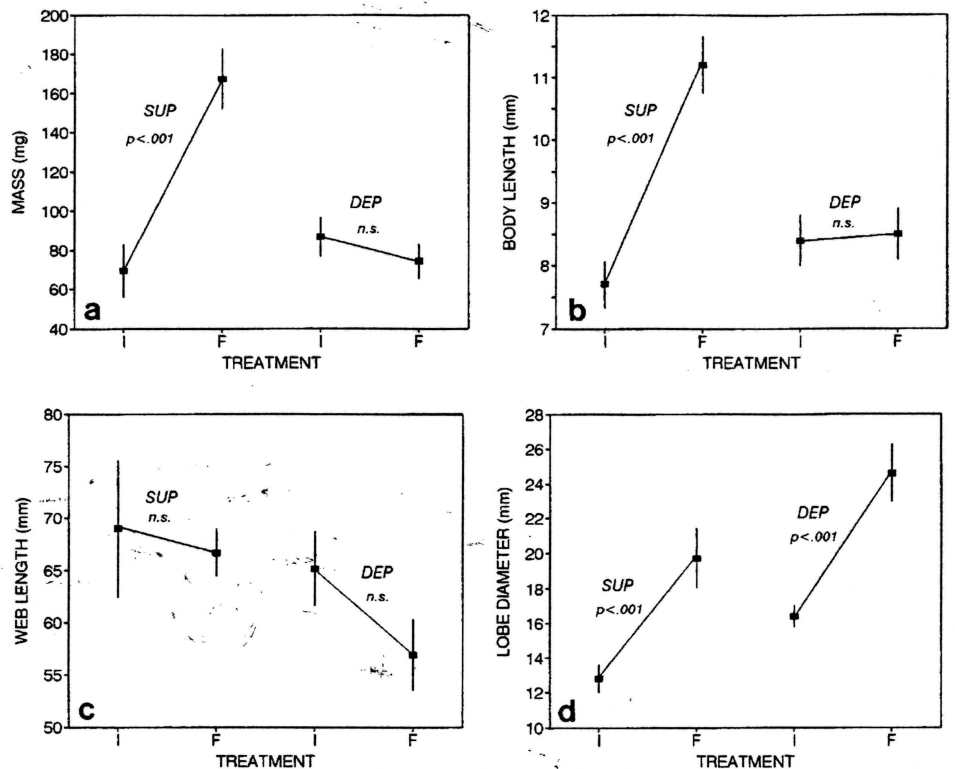 200
180
160
140
120
100
80
60
40
MASS (mg)
SUP
p<.001
DEP
n.s.
a
I F I F
TREATMENT
12
11
10
9
8
7
BODY LENGTH (mm)
SUP
p<.001
DEP
n.s.
b
I F I F
TREATMENT
80
75
70
65
60
55
50
WEB LENGTH (mm)
SUP
n.s.
DEP
n.s.
c
I F I F
TREATMENT
28
26
24
22
20
18
16
14
12
10
LOBE DIAMETER (mm)
SUP
p<.001
DEP
p<.001
d
I F I F
TREATMENT